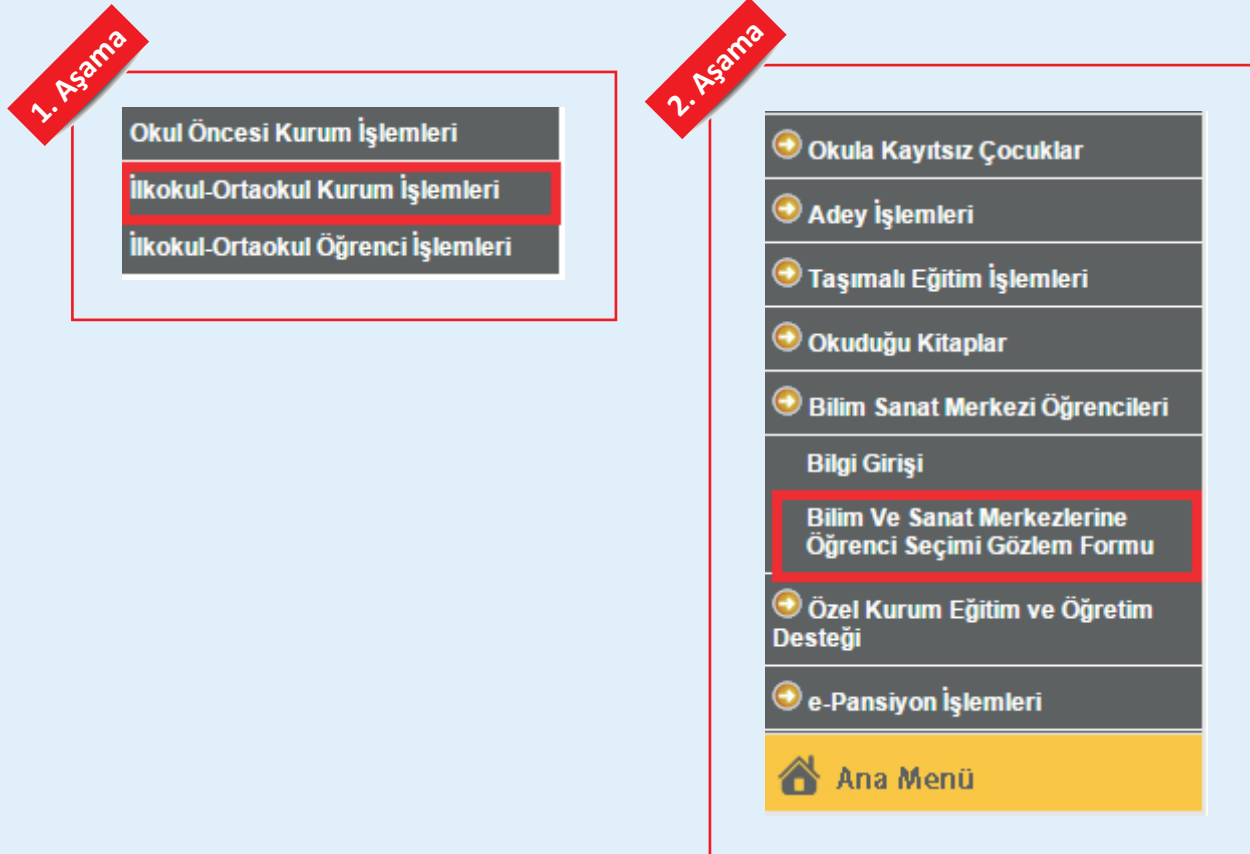 1. Aşama
Okul Öncesi Kurum İşlemleri
İlkokul-Ortaokul Kurum İşlemleri
İlkokul-Ortaokul Öğrenci İşlemleri
2. Aşama
Okula Kayıtsız Çocuklar
Adey İşlemleri
Taşımalı Eğitim İşlemleri
Okuduğu Kitaplar
Bilim Sanat Merkezi Öğrencileri
Bilgi Girişi
Bilim Ve Sanat Merkezlerine
Öğrenci Seçimi Gözlem Formu
Özel Kurum Eğitim ve Öğretim
Desteği
e-Pansiyon İşlemleri
Ana Menü